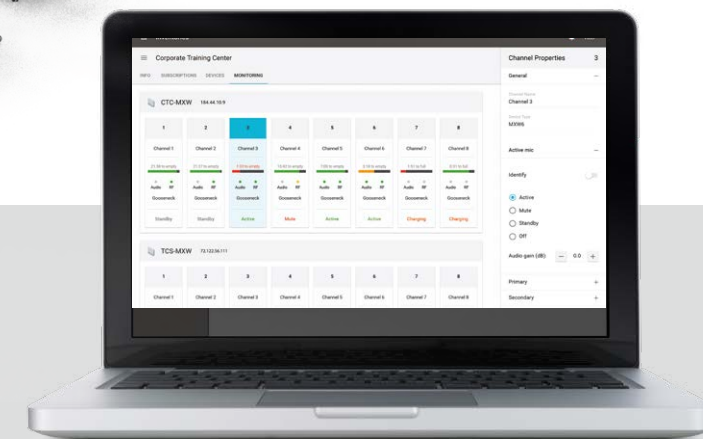 Corporate Training Center
INFO SUBSCRIPTIONS DEVICES MONITORING
CTC-MXW
1 2 3 4 5 6 7 8
Channel 1 Channel 2 Channel 3 Channel 4 Channel 5 Channel 6 Channel 7 Channel 8
Audio RF Audio RF Audio RF Audio RF Audio RF Audio RF Audio RF Audio RF
Gooseneck Gooseneck Gooseneck Gooseneck Gooseneck Gooseneck Gooseneck Gooseneck
Standby Standby Active Mute Active Active Charging Charging
TCS-MXW
1 2 3 4 5 6 7 8
Channel 1 Channel 2 Channel 3 Channel 4 Channel 5 Channel 6 Channel 7 Channel 8
Channel Properties 3
General −
Channel Name
Channel 3
Device Type
MXW6
Active mic −
Identify
Active
Mute
Standby
Off
Audio gain (dB): − 0.0 +
Primary +
Secondary +